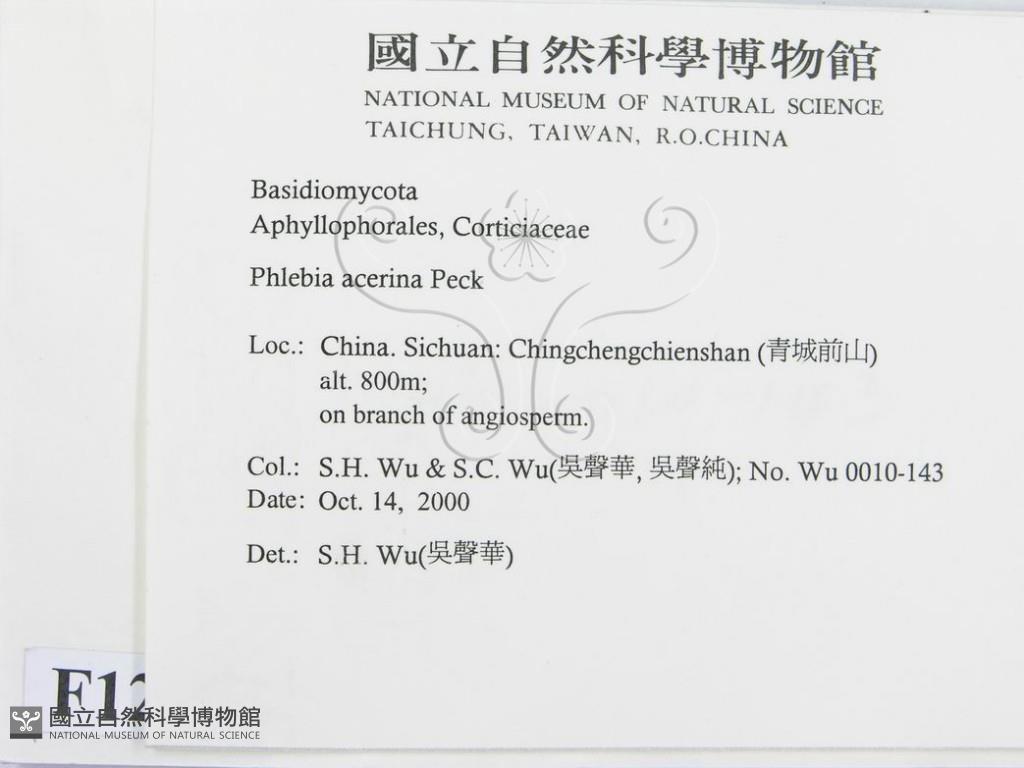 國立自然科學博物館
NATIONAL MUSEUM OF NATURAL SCIENCE
TAICHUNG, TAIWAN, R.O.CHINA
Basidiomycota
Aphyllophorales, Corticiaceae
Phlebia acerina Peck
Loc.: China. Sichuan: Chingchengchienshan (青城前山)
alt. 800m;
on branch of angiosperm.
Col.: S.H. Wu & S.C. Wu(吳聲華, 吳聲純); No. Wu 0010-143
Date: Oct. 14, 2000
Det.: S.H. Wu(吳聲華)
F12
國立自然科學博物館
NATIONAL MUSEUM OF NATURAL SCIENCE